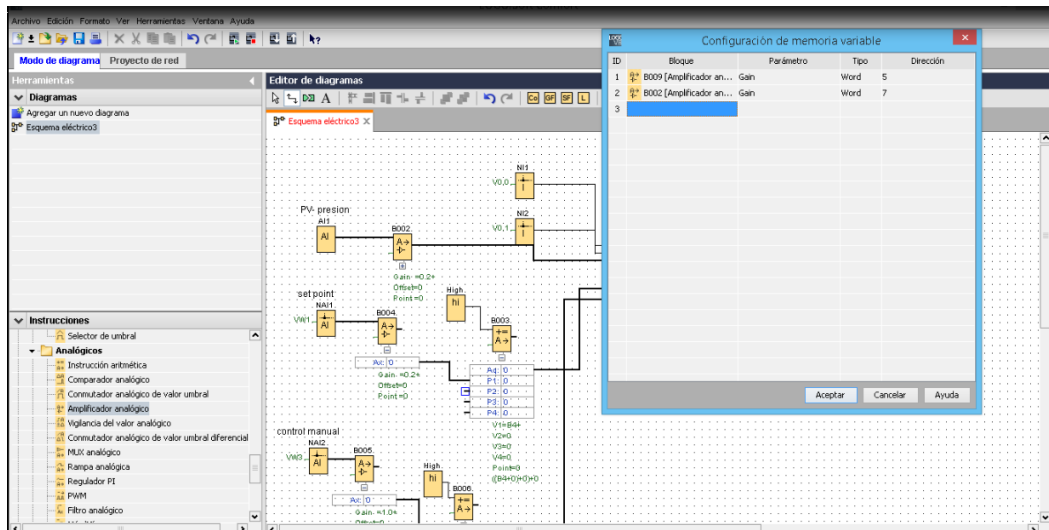 Archivo Edición Formato Ver Herramientas Ventana Ayuda
Modo de diagrama Proyecto de red
Herramientas
Diagramas
Agregar un nuevo diagrama
Esquema eléctrico3
Instrucciones
Selector de umbral
Analógicos
Instrucción aritmética
Comparador analógico
Conmutador analógico de valor umbral
Amplificador analógico
Vigilancia del valor analógico
Conmutador analógico de valor umbral diferencial
MUX analógico
Rampa analógica
Regulador PI
PWM
Filtro analógico
Editor de diagramas
A Co GF SF L
Esquema eléctrico3
NI1
V0.0
I
NI2
V0.1
I
PV- presion
AI1
AI
B002
A→
Gain =0.2+
Offset=0
Point=0
set point
NAI1
VW1
AI
B004
A→
Ax: 0
Gain =0.2+
Offset=0
Point=0
High
hi
B003
+=
A→
Aq: 0
P1: 0
P2: 0
P3: 0
P4: 0
V1=B4+
V2=0
V3=0
V4=0
Point=0
((B4+0)+0)+0
control manual
NAI2
VW3
AI
B005
A→
Ax: 0
Gain =1.0+
Offset=0
High
hi
B006
+=
A→
Configuración de memoria variable
ID Bloque Parámetro Tipo Dirección
1 B009 [Amplificador an... Gain Word 5
2 B002 [Amplificador an... Gain Word 7
3
Aceptar Cancelar Ayuda